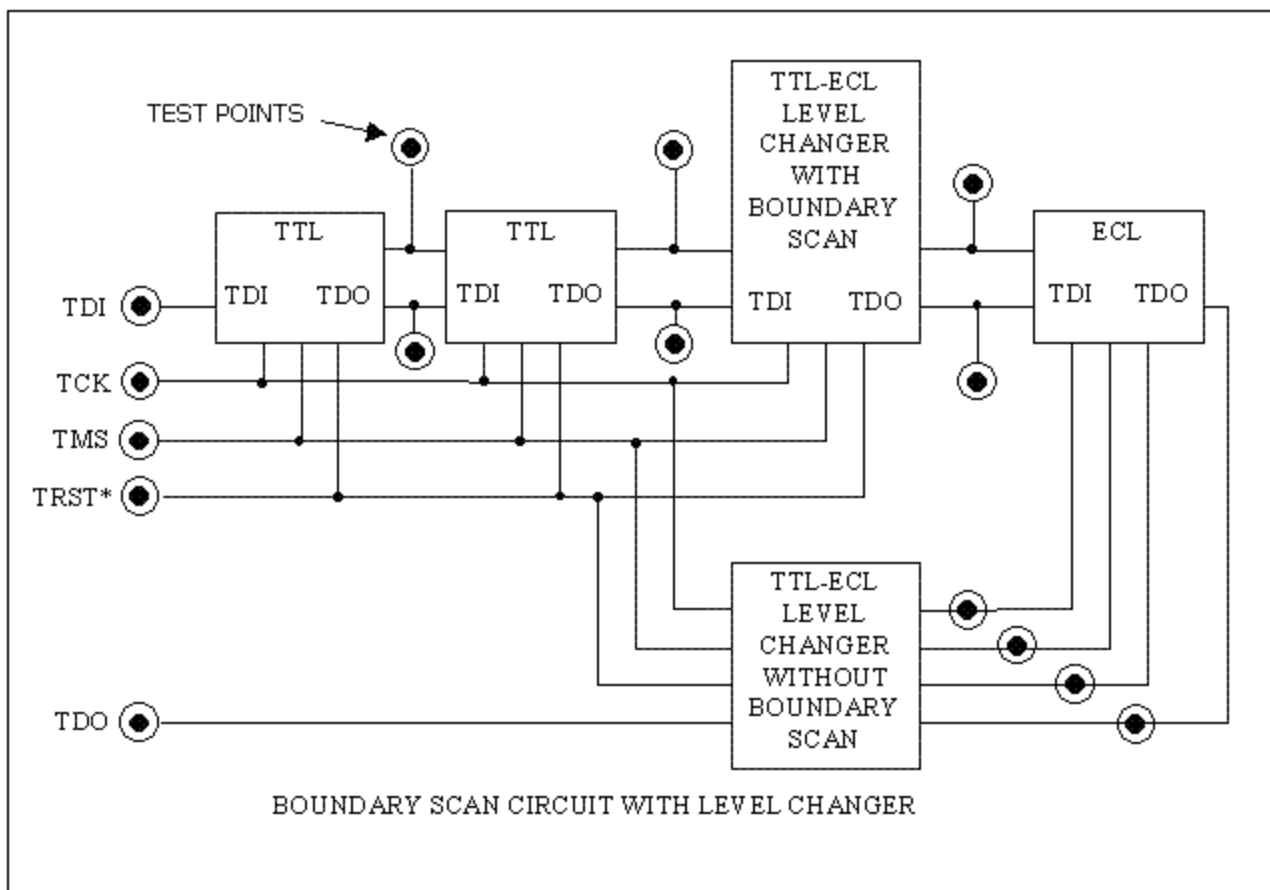 TEST POINTS
TTL-ECL
LEVEL
CHANGER
WITH
BOUNDARY
SCAN
TTL
TTL
ECL
TDI
TDI
TDO
TDI
TDO
TDI
TDO
TDI
TDO
TCK
TMS
TRST*
TTL-ECL
LEVEL
CHANGER
WITHOUT
BOUNDARY
SCAN
TDO
BOUNDARY SCAN CIRCUIT WITH LEVEL CHANGER